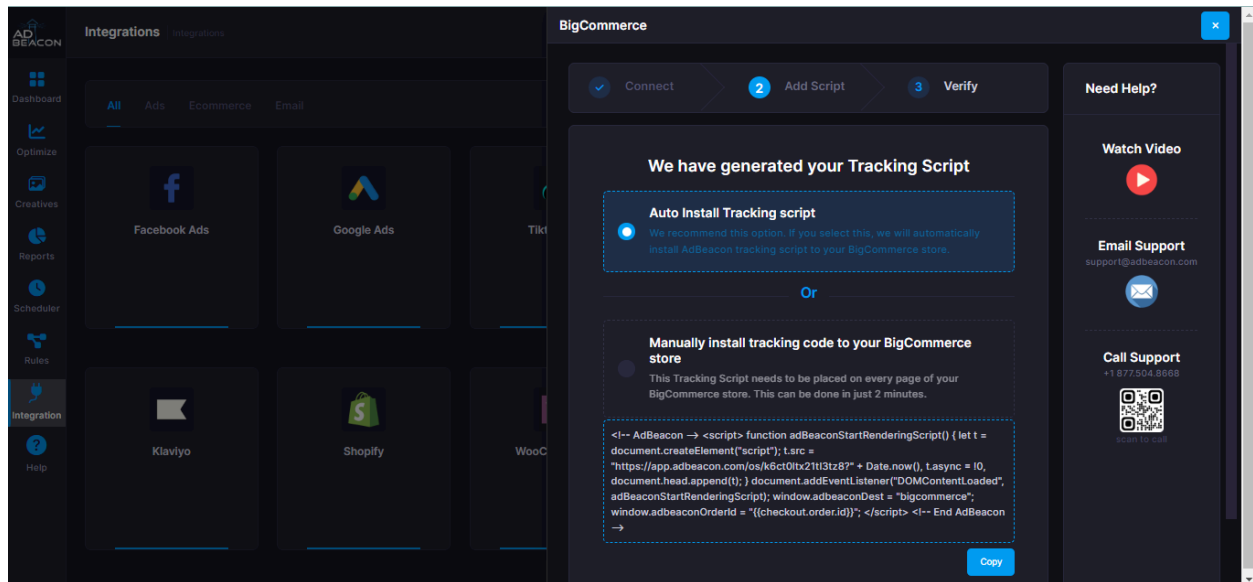 AD
BEACON
Dashboard
Optimize
Creatives
Reports
Scheduler
Rules
Integration
Help
Integrations Integrations
All Ads Ecommerce Email
Facebook Ads
Google Ads
Klaviyo
Shopify
BigCommerce
×
Connect
2 Add Script
3 Verify
We have generated your Tracking Script
Auto Install Tracking script
We recommend this option. If you select this, we will automatically
install AdBeacon tracking script to your BigCommerce store.
Or
Manually install tracking code to your BigCommerce
store
This Tracking Script needs to be placed on every page of your
BigCommerce store. This can be done in just 2 minutes.
<!-- AdBeacon --> <script> function adBeaconStartRenderingScript() { let t =
document.createElement("script"); t.src =
"https://app.adbeacon.com/os/k6ct0ltx21tl3tz8?" + Date.now(), t.async = !0,
document.head.append(t); } document.addEventListener("DOMContentLoaded",
adBeaconStartRenderingScript); window.adbeaconDest = "bigcommerce";
window.adbeaconOrderId = "{{checkout.order.id}}"; </script> <!-- End AdBeacon
-->
Copy
Need Help?
Watch Video
Email Support
support@adbeacon.com
Call Support
+1 877.504.8668
scan to call